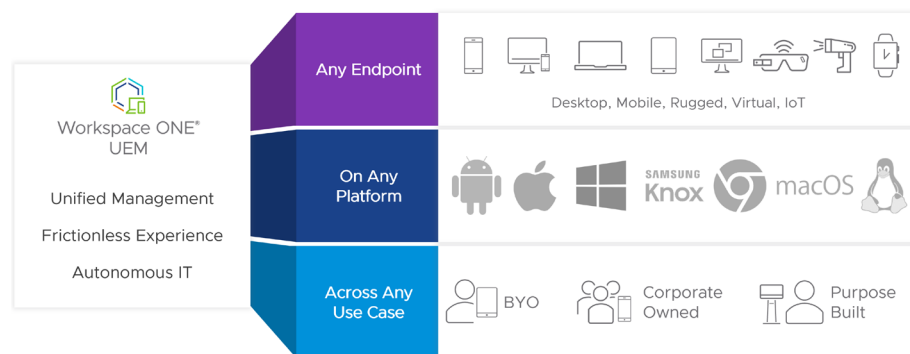 Workspace ONE®
UEM
Unified Management
Frictionless Experience
Autonomous IT
Any Endpoint
Desktop, Mobile, Rugged, Virtual, IoT
On Any
Platform
SAMSUNG
Knox
macOS
Across Any
Use Case
BYO
Corporate
Owned
Purpose
Built